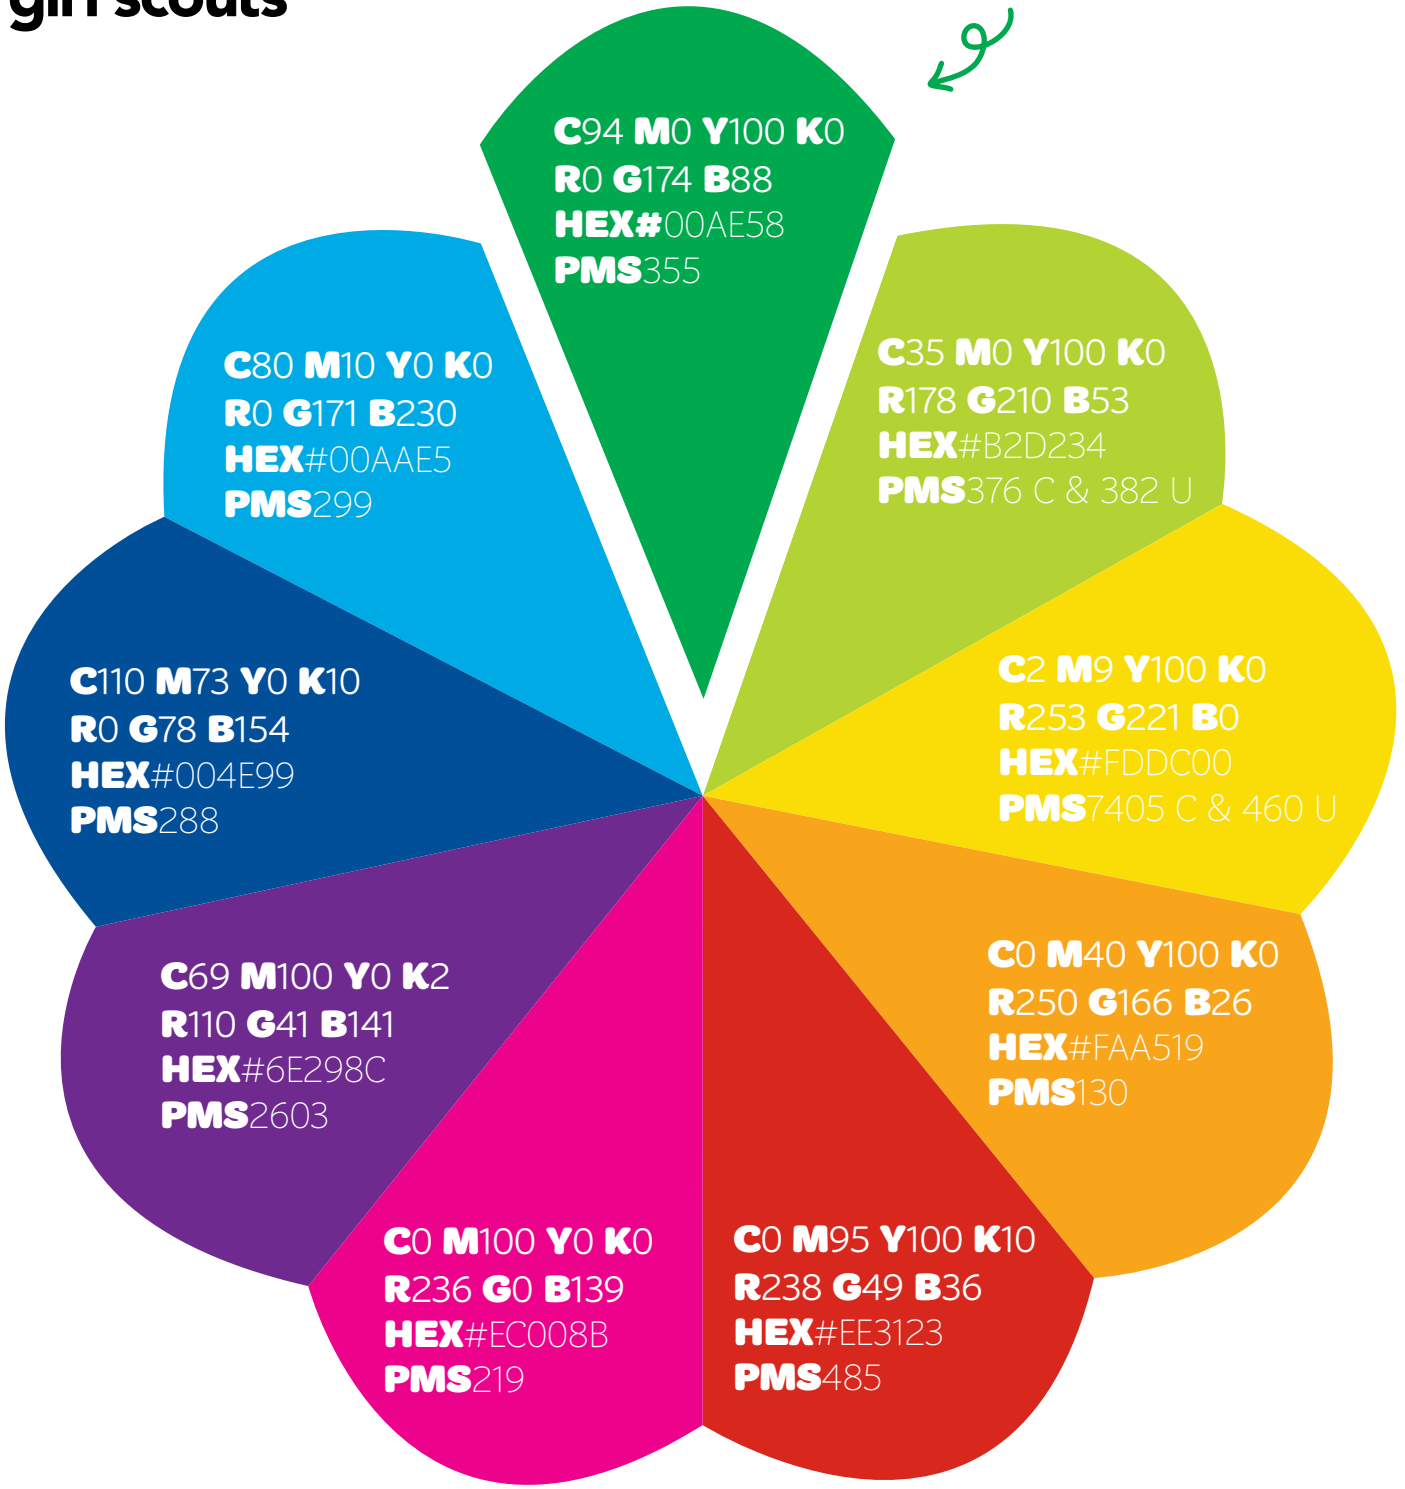 girl scouts
C94 M0 Y100 K0
R0 G174 B88
HEX#00AE58
PMS355
C35 M0 Y100 K0
R178 G210 B53
HEX#B2D234
PMS376 C & 382 U
C2 M9 Y100 K0
R253 G221 B0
HEX#FDDC00
PMS7405 C & 460 U
C0 M40 Y100 K0
R250 G166 B26
HEX#FAA519
PMS130
C0 M95 Y100 K10
R238 G49 B36
HEX#EE3123
PMS485
C0 M100 Y0 K0
R236 G0 B139
HEX#EC008B
PMS219
C69 M100 Y0 K2
R110 G41 B141
HEX#6E298C
PMS2603
C110 M73 Y0 K10
R0 G78 B154
HEX#004E99
PMS288
C80 M10 Y0 K0
R0 G171 B230
HEX#00AAE5
PMS299